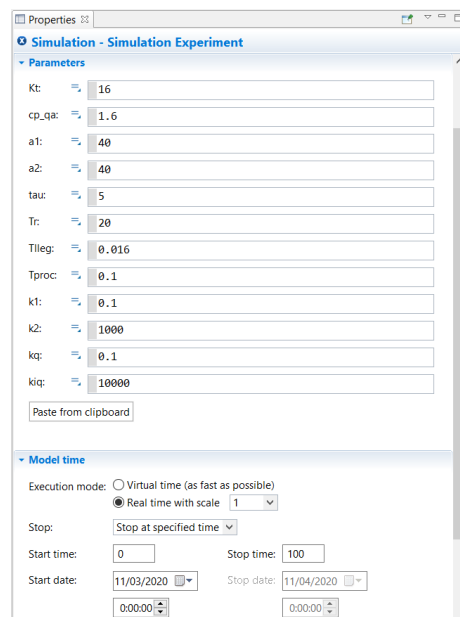 Properties
Simulation - Simulation Experiment
Parameters
Kt: 16
cp_qa: 1.6
a1: 40
a2: 40
tau: 5
Tr: 20
Tlleg: 0.016
Tproc: 0.1
k1: 0.1
k2: 1000
kq: 0.1
kiq: 10000
Paste from clipboard
Model time
Execution mode: Virtual time (as fast as possible)
Real time with scale 1
Stop: Stop at specified time
Start time: 0 Stop time: 100
Start date: 11/03/2020 Stop date: 11/04/2020
0:00:00 0:00:00